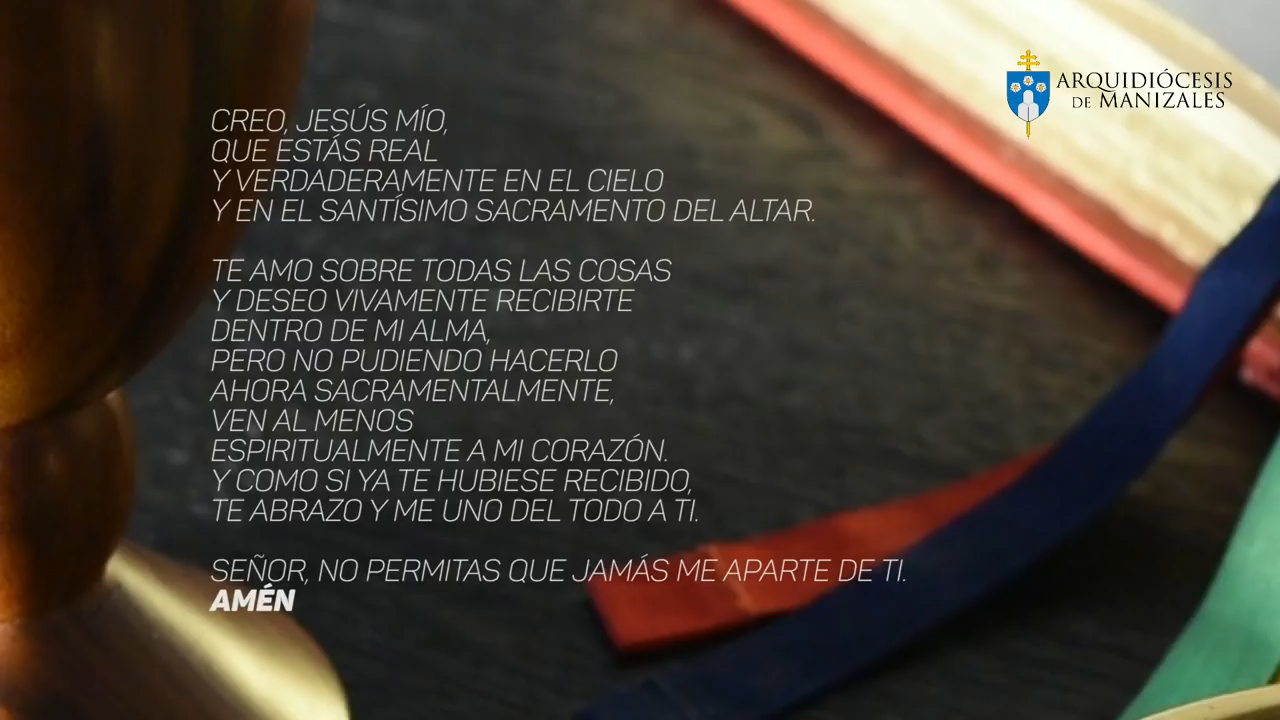 ARQUIDIÓCESIS
DE MANIZALES
CREO, JESÚS MÍO,
QUE ESTÁS REAL
Y VERDADERAMENTE EN EL CIELO
Y EN EL SANTÍSIMO SACRAMENTO DEL ALTAR.
TE AMO SOBRE TODAS LAS COSAS
Y DESEO VIVAMENTE RECIBIRTE
DENTRO DE MI ALMA,
PERO NO PUDIENDO HACERLO
AHORA SACRAMENTALMENTE,
VEN AL MENOS
ESPIRITUALMENTE A MI CORAZÓN.
Y COMO SI YA TE HUBIESE RECIBIDO,
TE ABRAZO Y ME UNO DEL TODO A TI.
SEÑOR, NO PERMITAS QUE JAMÁS ME APARTE DE TI.
AMÉN